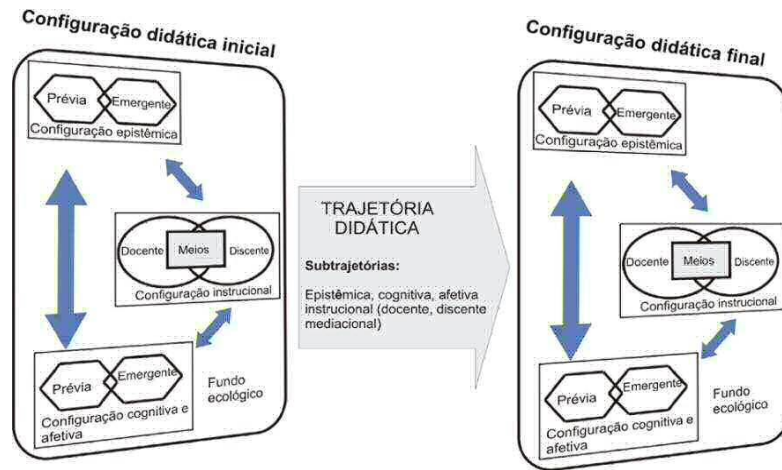 Configuração didática inicial
Prévia
Emergente
Configuração epistêmica
Docente
Meios
Discente
Configuração instrucional
Prévia
Emergente
Configuração cognitiva e
afetiva
Fundo
ecológico
TRAJETÓRIA
DIDÁTICA
Subtrajetórias:
Epistêmica, cognitiva, afetiva
instrucional (docente, discente
mediacional)
Configuração didática final
Prévia
Emergente
Configuração epistêmica
Docente
Meios
Discente
Configuração instrucional
Prévia
Emergente
Configuração cognitiva e
afetiva
Fundo
ecológico